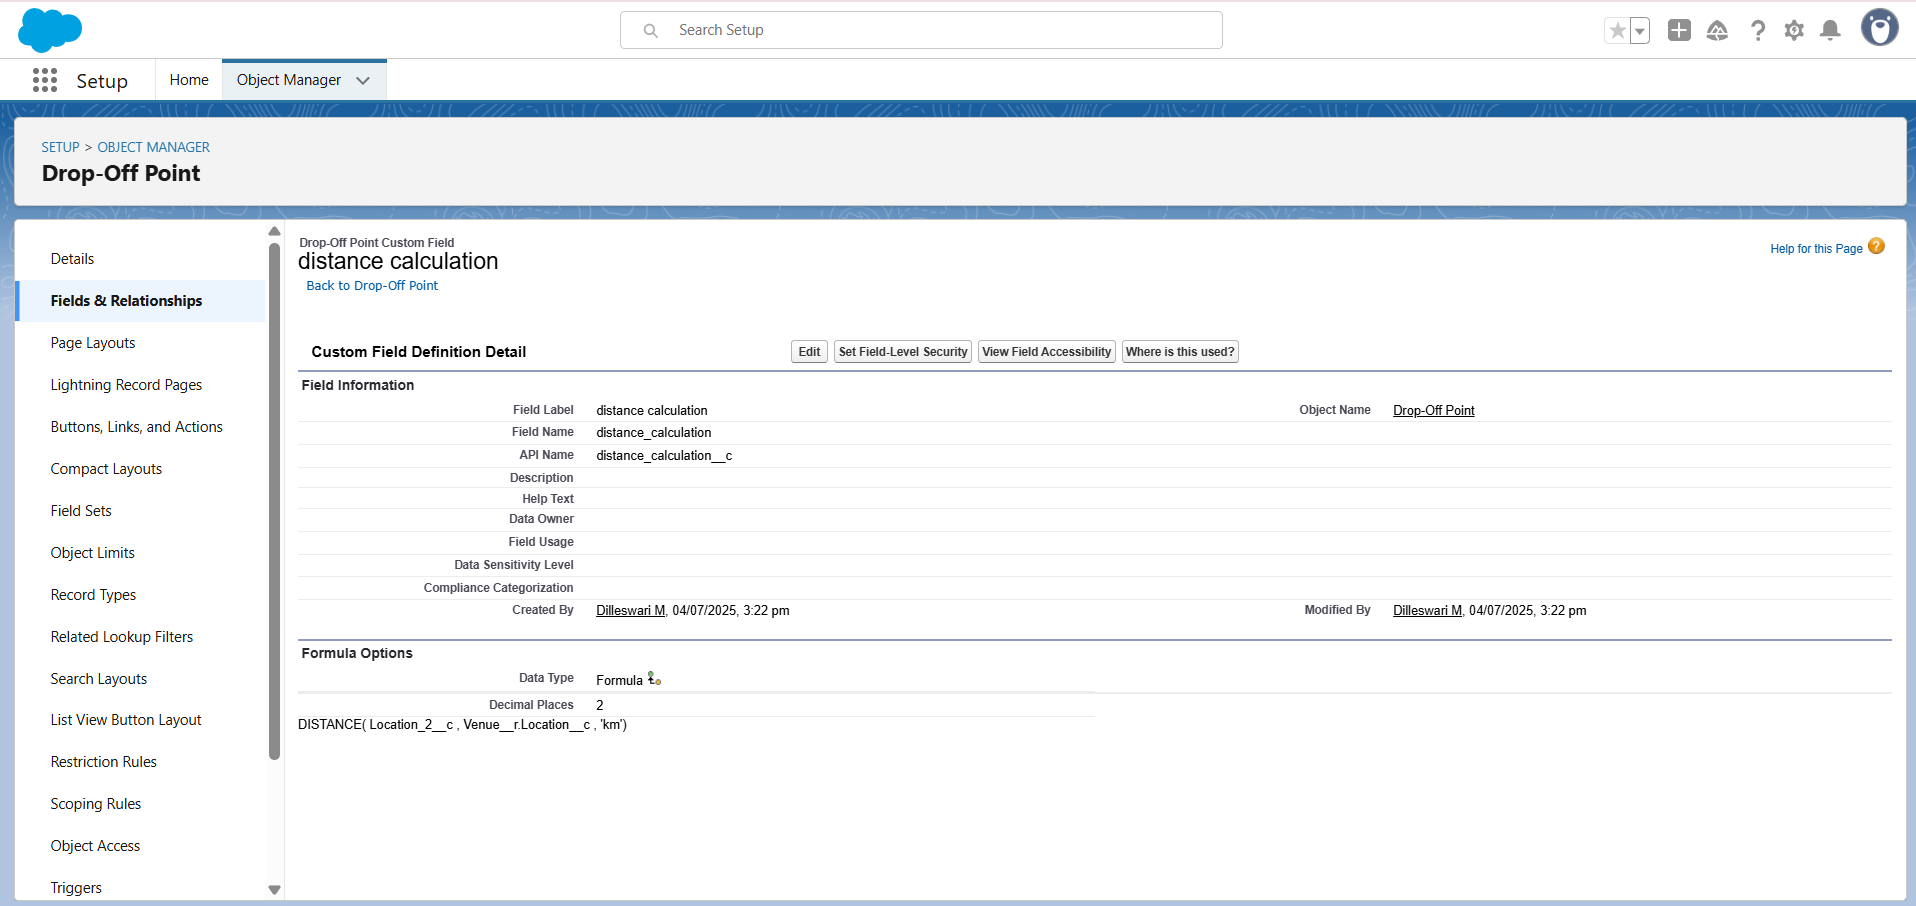 Search Setup
Setup
Home
Object Manager
SETUP > OBJECT MANAGER
Drop-Off Point
Details
Fields & Relationships
Page Layouts
Lightning Record Pages
Buttons, Links, and Actions
Compact Layouts
Field Sets
Object Limits
Record Types
Related Lookup Filters
Search Layouts
List View Button Layout
Restriction Rules
Scoping Rules
Object Access
Triggers
Drop-Off Point Custom Field
distance calculation
Back to Drop-Off Point
Help for this Page ?
Custom Field Definition Detail
Edit Set Field-Level Security View Field Accessibility Where is this used?
Field Information
Field Label distance calculation Object Name Drop-Off Point
Field Name distance_calculation
API Name distance_calculation__c
Description
Help Text
Data Owner
Field Usage
Data Sensitivity Level
Compliance Categorization
Created By Dilleswari M, 04/07/2025, 3:22 pm Modified By Dilleswari M, 04/07/2025, 3:22 pm
Formula Options
Data Type Formula
Decimal Places 2
DISTANCE( Location_2__c , Venue__r.Location__c , 'km')